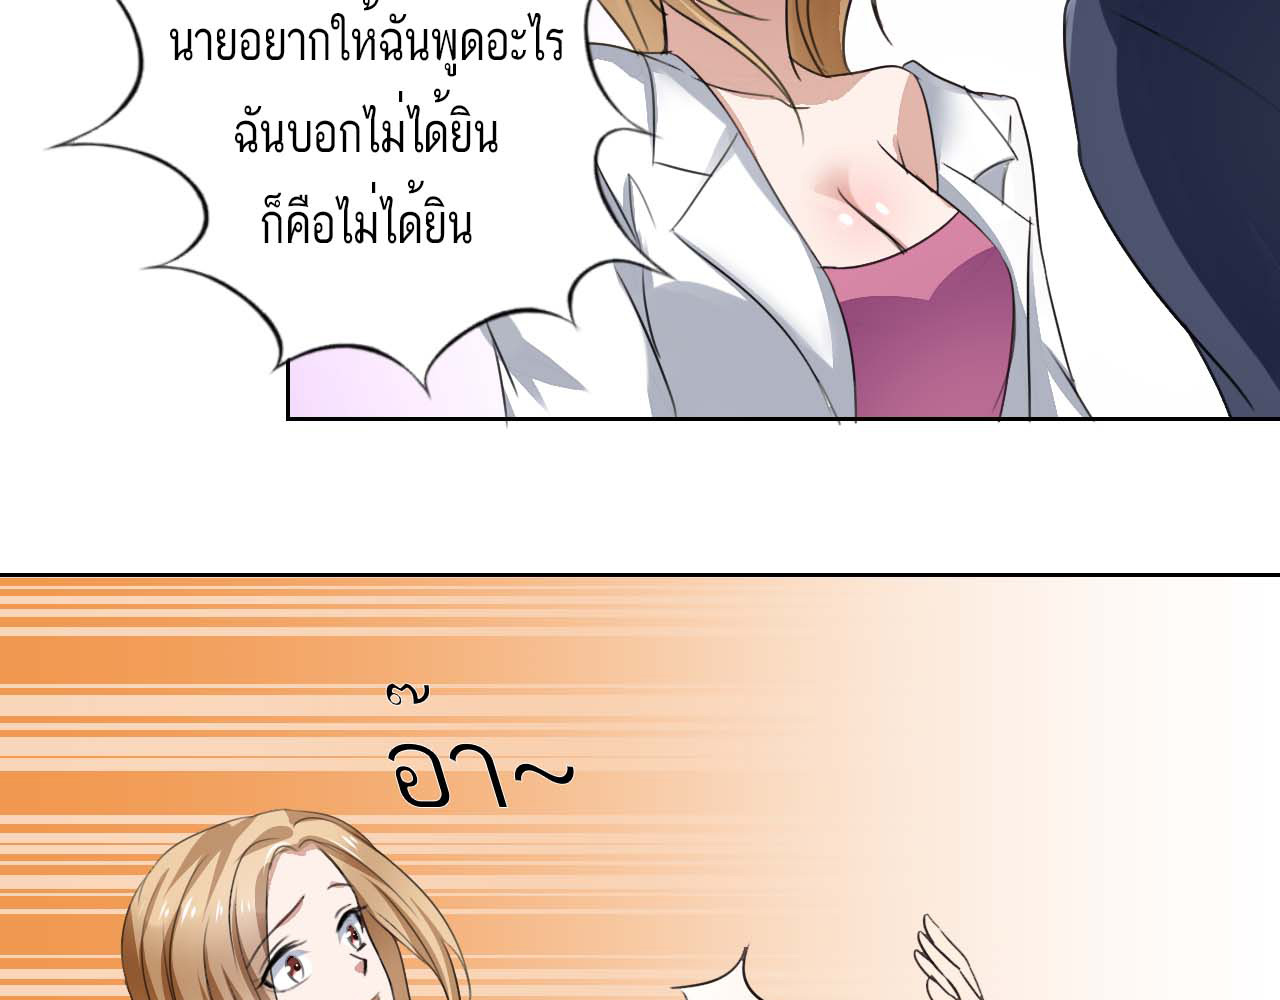 นายอยากให้ฉันพูดอะไร
ฉันบอกไม่ได้ยิน
ก็คือไม่ได้ยิน
อ๊า~